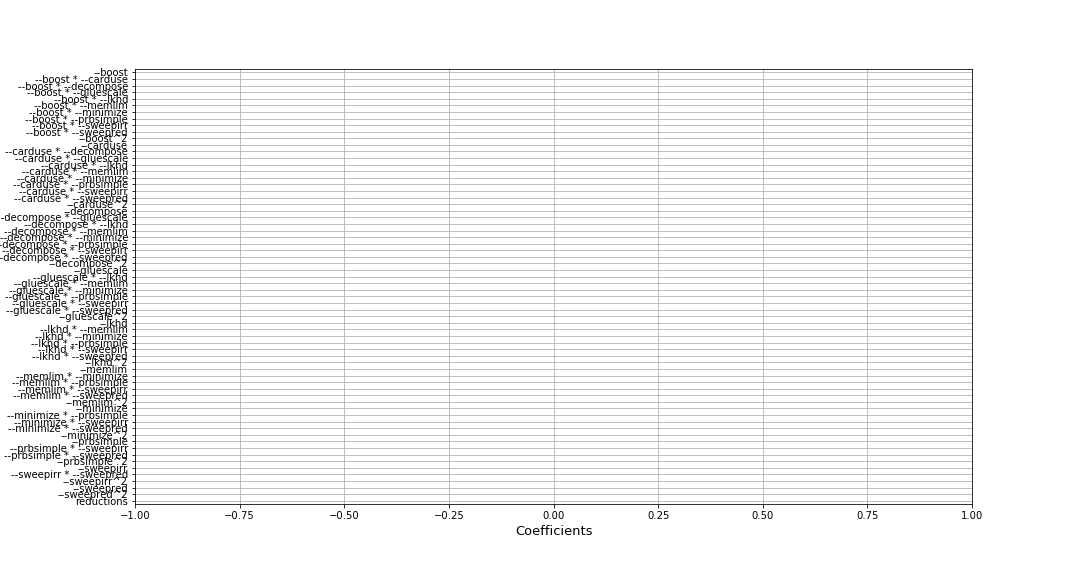 --boost
--boost * --carduse
--boost * --decompose
--boost * --gluescale
--boost * --lkhd
--boost * --memlim
--boost * --minimize
--boost * --prbsimple
--boost * --sweepirr
--boost * --sweepred
--boost^2
--carduse
--carduse * --decompose
--carduse * --gluescale
--carduse * --lkhd
--carduse * --memlim
--carduse * --minimize
--carduse * --prbsimple
--carduse * --sweepirr
--carduse * --sweepred
--carduse^2
--decompose
-decompose * --gluescale
--decompose * --lkhd
--decompose * --memlim
--decompose * --minimize
-decompose * --prbsimple
--decompose * --sweepirr
-decompose * --sweepred
--decompose^2
--gluescale
--gluescale * --lkhd
--gluescale * --memlim
--gluescale * --minimize
--gluescale * --prbsimple
--gluescale * --sweepirr
--gluescale * --sweepred
--gluescale^2
--lkhd
--lkhd * --memlim
--lkhd * --minimize
--lkhd * --prbsimple
--lkhd * --sweepirr
--lkhd * --sweepred
--lkhd^2
--memlim
--memlim * --minimize
--memlim * --prbsimple
--memlim * --sweepirr
--memlim * --sweepred
--memlim^2
--minimize
--minimize * --prbsimple
--minimize * --sweepirr
--minimize * --sweepred
--minimize^2
--prbsimple
--prbsimple * --sweepirr
--prbsimple * --sweepred
--prbsimple^2
--sweepirr
--sweepirr * --sweepred
--sweepirr^2
--sweepred
--sweepred^2
reductions
−1.00 −0.75 −0.50 −0.25 0.00 0.25 0.50 0.75 1.00
Coefficients